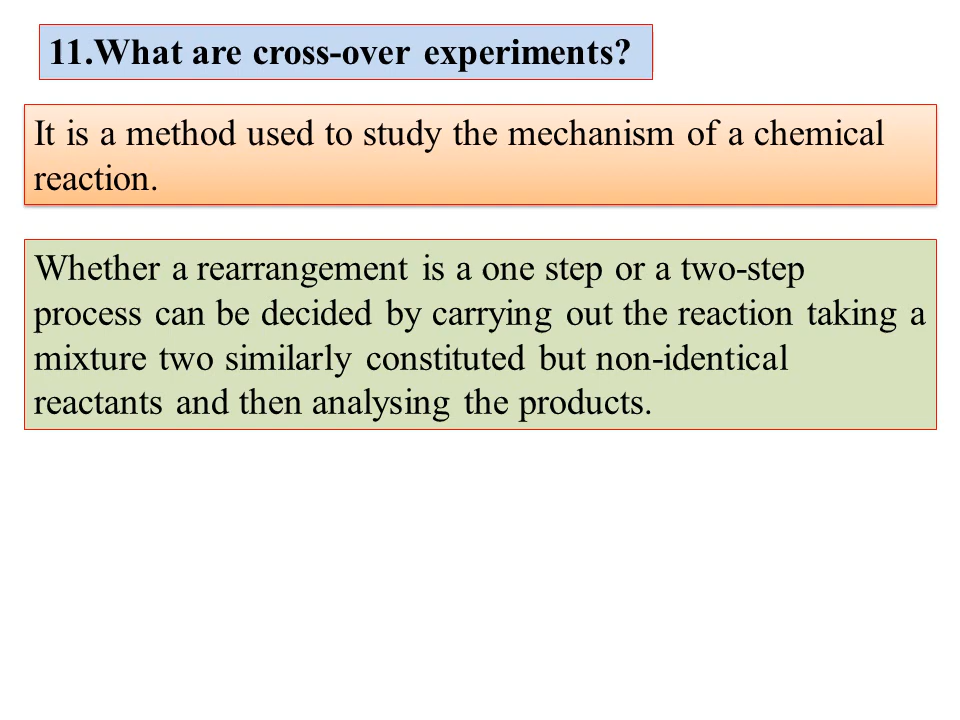 11.What are cross-over experiments?
It is a method used to study the mechanism of a chemical
reaction.
Whether a rearrangement is a one step or a two-step
process can be decided by carrying out the reaction taking a
mixture two similarly constituted but non-identical
reactants and then analysing the products.